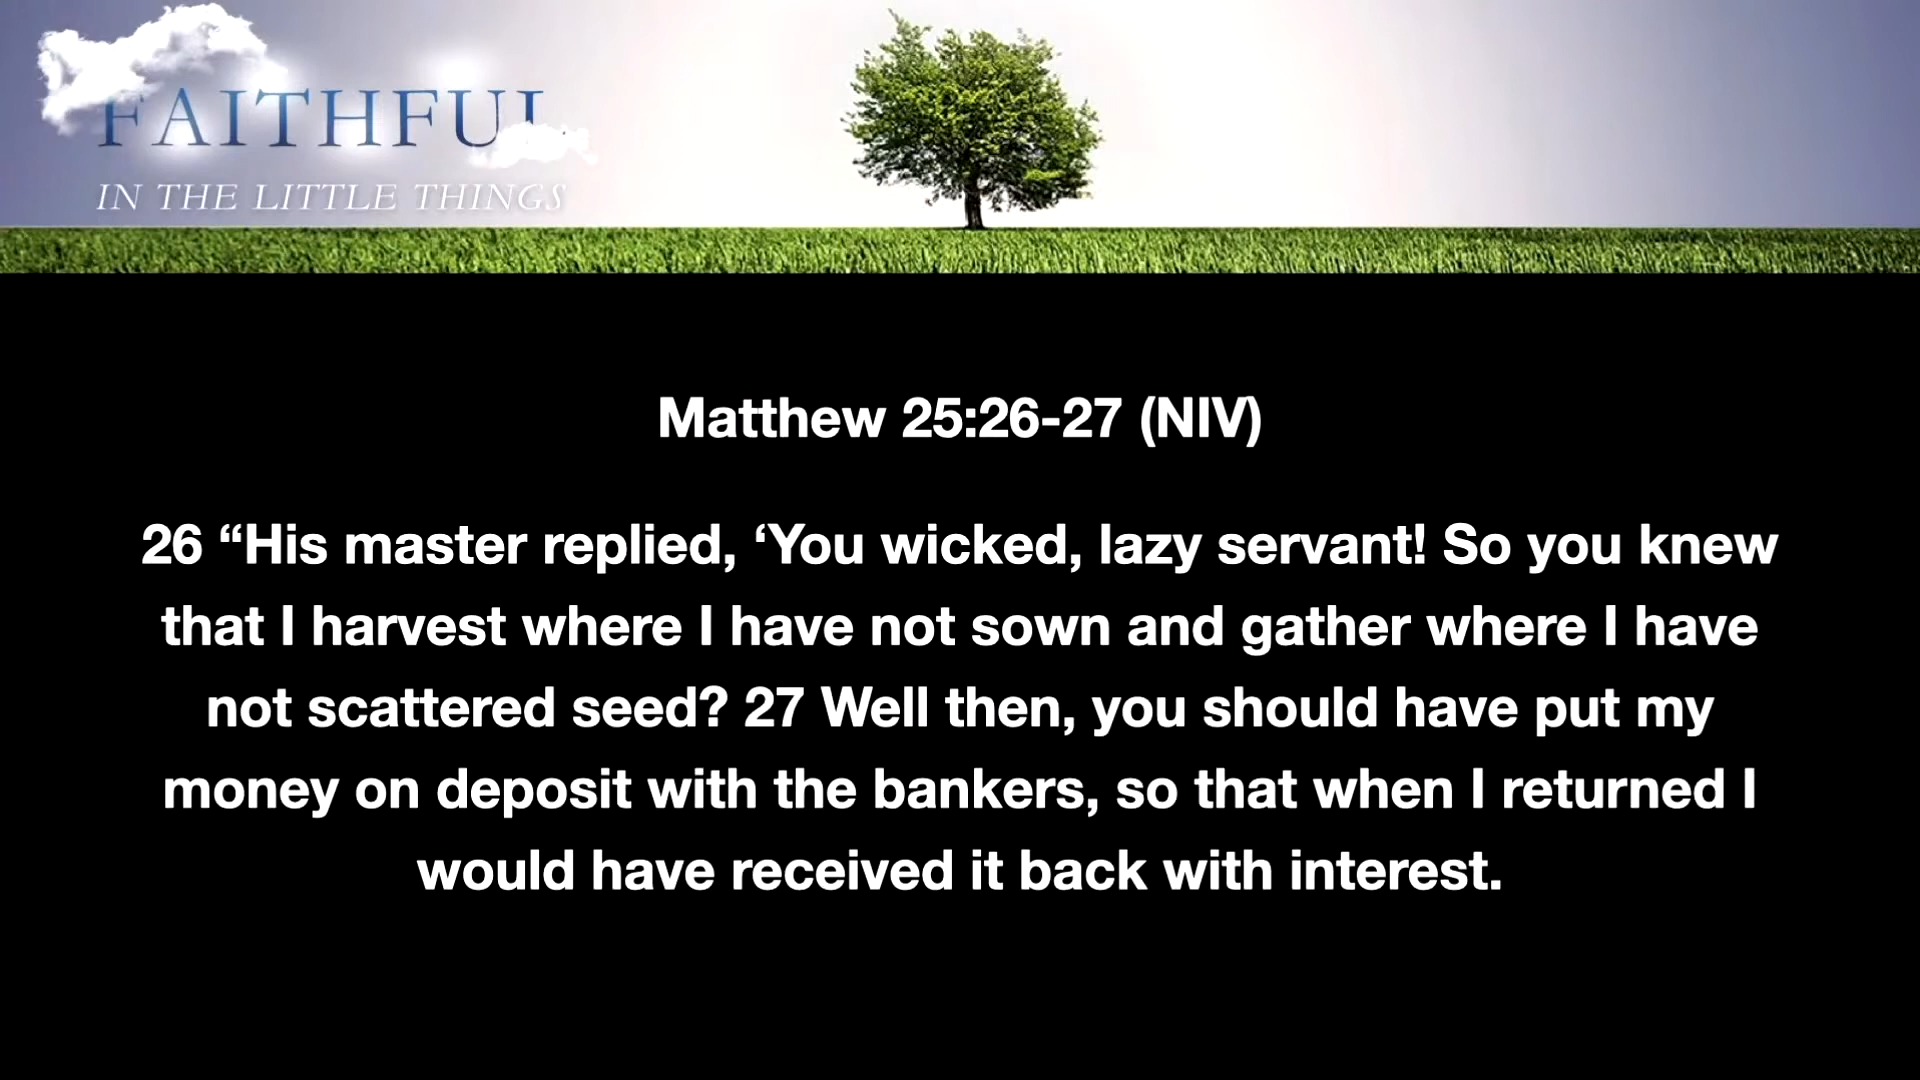 FAITHFUL
IN THE LITTLE THINGS
Matthew 25:26-27 (NIV)
26 “His master replied, ‘You wicked, lazy servant! So you knew
that I harvest where I have not sown and gather where I have
not scattered seed? 27 Well then, you should have put my
money on deposit with the bankers, so that when I returned I
would have received it back with interest.